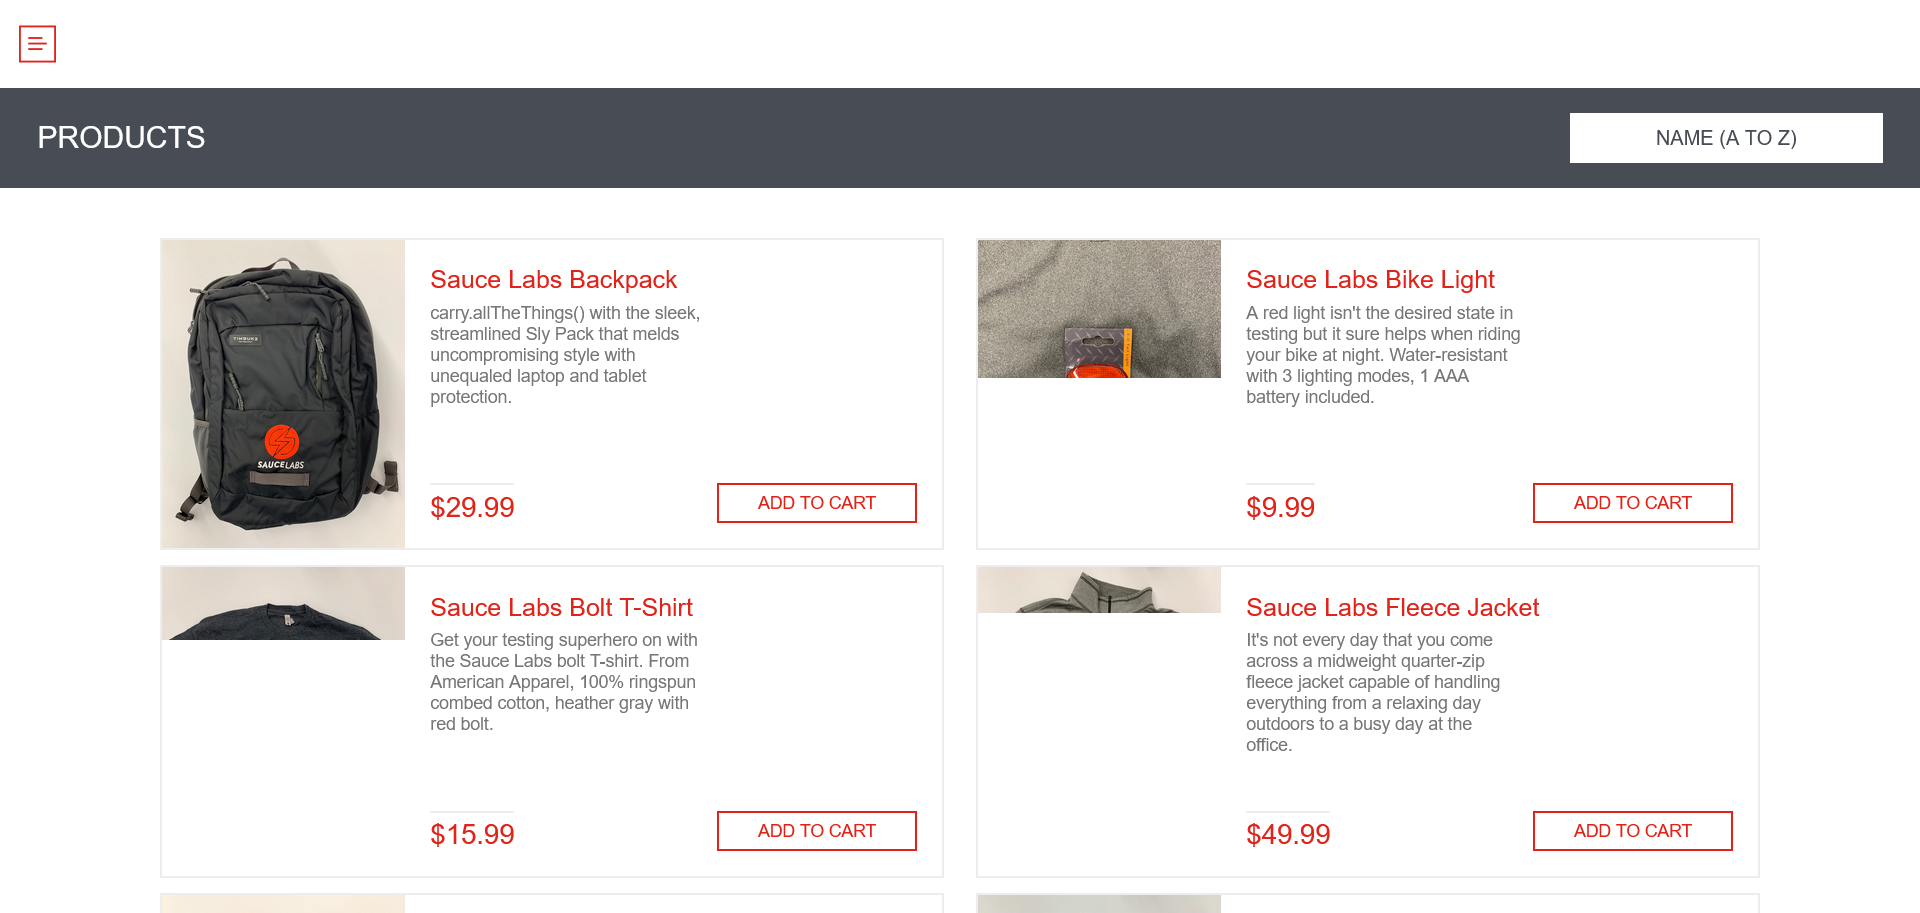 PRODUCTS
NAME (A TO Z)
TIMBUK2
SAUCELABS
Sauce Labs Backpack
carry.allTheThings() with the sleek,
streamlined Sly Pack that melds
uncompromising style with
unequaled laptop and tablet
protection.
$29.99
ADD TO CART
Sauce Labs Bike Light
A red light isn't the desired state in
testing but it sure helps when riding
your bike at night. Water-resistant
with 3 lighting modes, 1 AAA
battery included.
$9.99
ADD TO CART
Sauce Labs Bolt T-Shirt
Get your testing superhero on with
the Sauce Labs bolt T-shirt. From
American Apparel, 100% ringspun
combed cotton, heather gray with
red bolt.
$15.99
ADD TO CART
Sauce Labs Fleece Jacket
It's not every day that you come
across a midweight quarter-zip
fleece jacket capable of handling
everything from a relaxing day
outdoors to a busy day at the
office.
$49.99
ADD TO CART